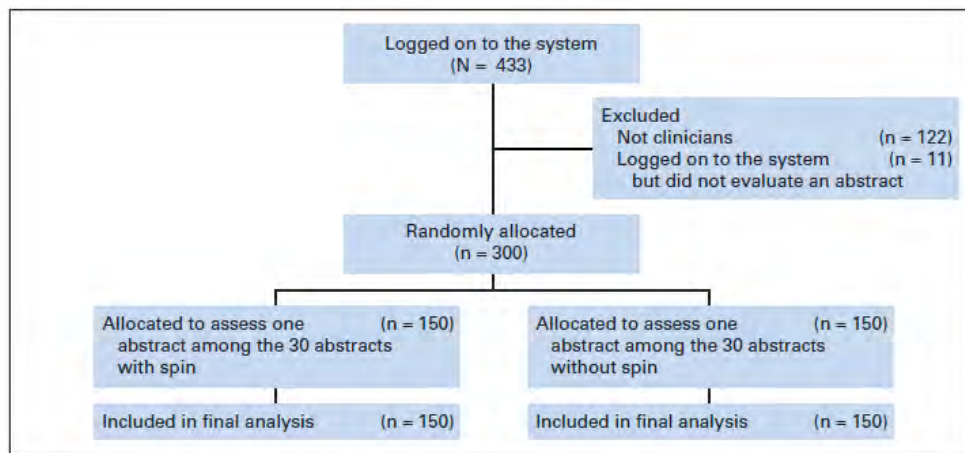 Logged on to the system
(N = 433)
Excluded
Not clinicians (n = 122)
Logged on to the system (n = 11)
but did not evaluate an abstract
Randomly allocated
(n = 300)
Allocated to assess one (n = 150)
abstract among the 30 abstracts
with spin
Allocated to assess one (n = 150)
abstract among the 30 abstracts
without spin
Included in final analysis (n = 150)
Included in final analysis (n = 150)